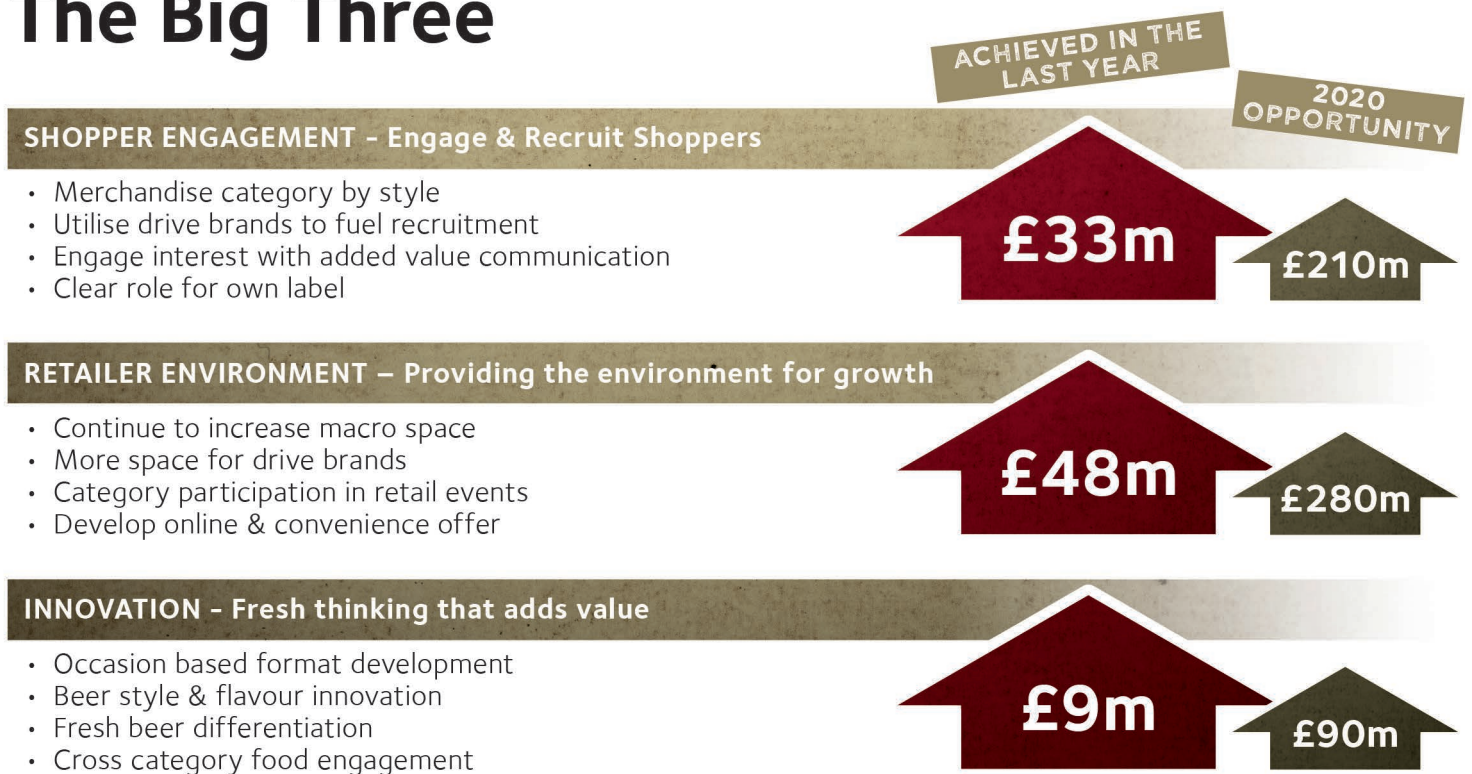 The Big Three
ACHIEVED IN THE
LAST YEAR
2020
OPPORTUNITY
SHOPPER ENGAGEMENT – Engage & Recruit Shoppers
• Merchandise category by style
• Utilise drive brands to fuel recruitment
• Engage interest with added value communication
• Clear role for own label
£33m
£210m
RETAILER ENVIRONMENT – Providing the environment for growth
• Continue to increase macro space
• More space for drive brands
• Category participation in retail events
• Develop online & convenience offer
£48m
£280m
INNOVATION – Fresh thinking that adds value
• Occasion based format development
• Beer style & flavour innovation
• Fresh beer differentiation
• Cross category food engagement
£9m
£90m